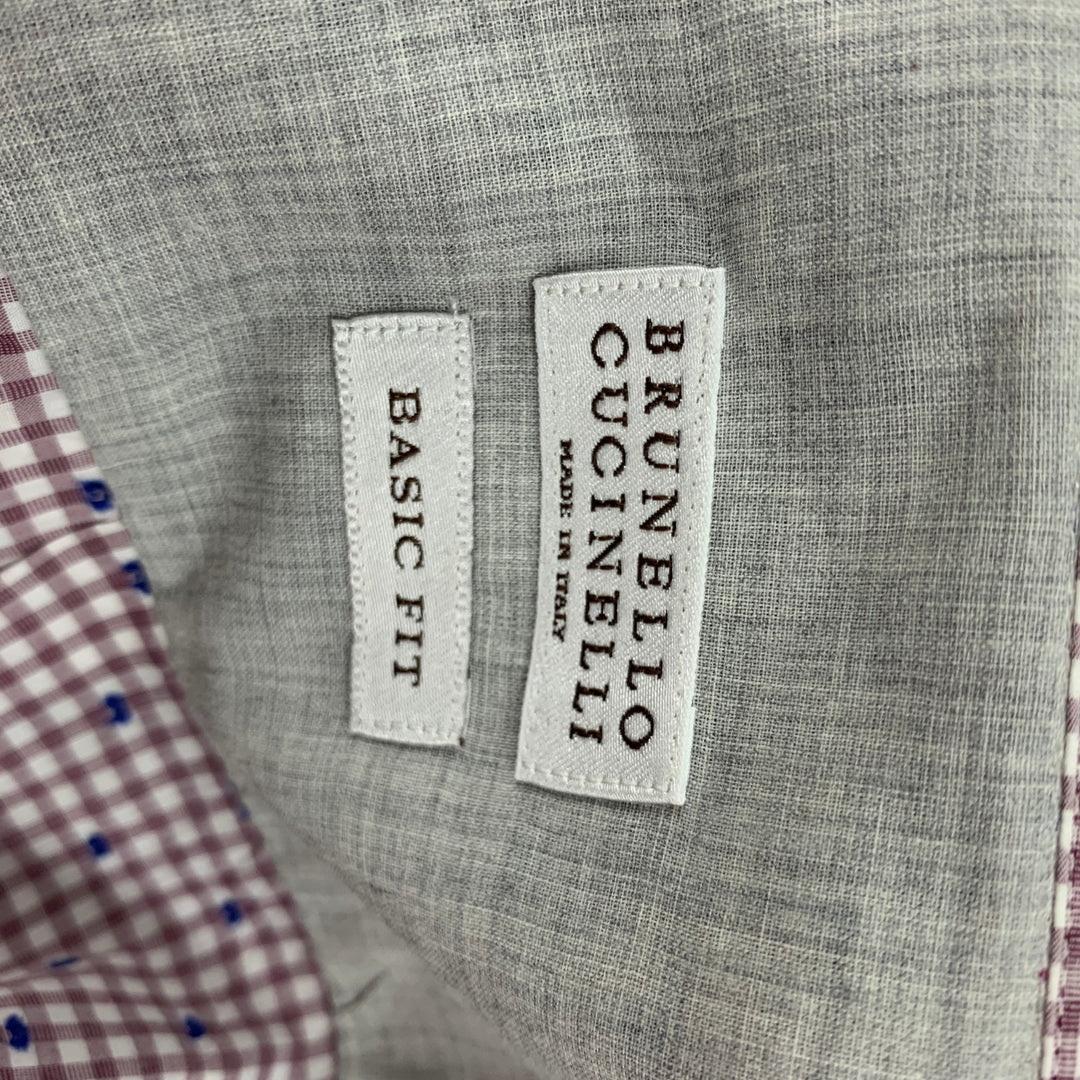 BRUNELLO
CUCINELLI
MADE IN ITALY
BASIC FIT